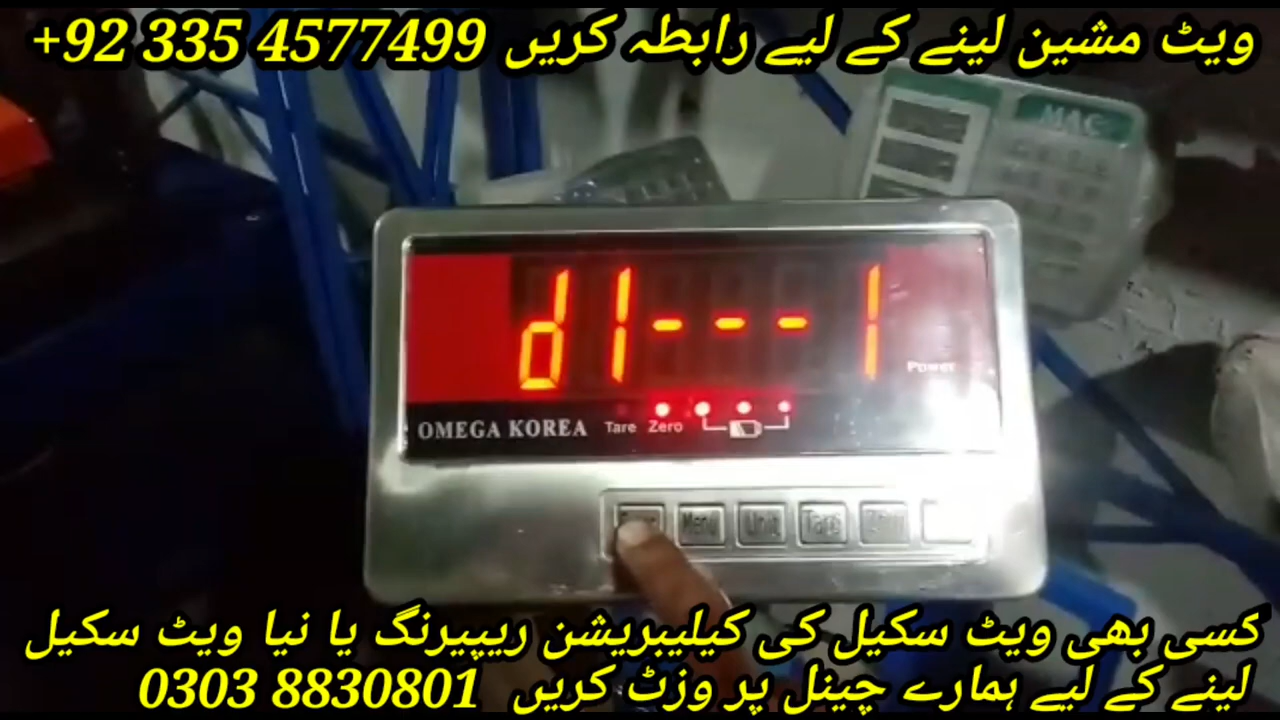 ویٹ مشین لینے کے لیے رابطہ کریں +92 335 4577499
MAC
d1---1
Power
OMEGA KOREA Tare Zero
Menu Unit Tare Zero
کسی بھی ویٹ سکیل کی کیلیبریشن ریپیرنگ یا نیا ویٹ سکیل
لینے کے لیے ہمارے چینل پر وزٹ کریں 0303 8830801